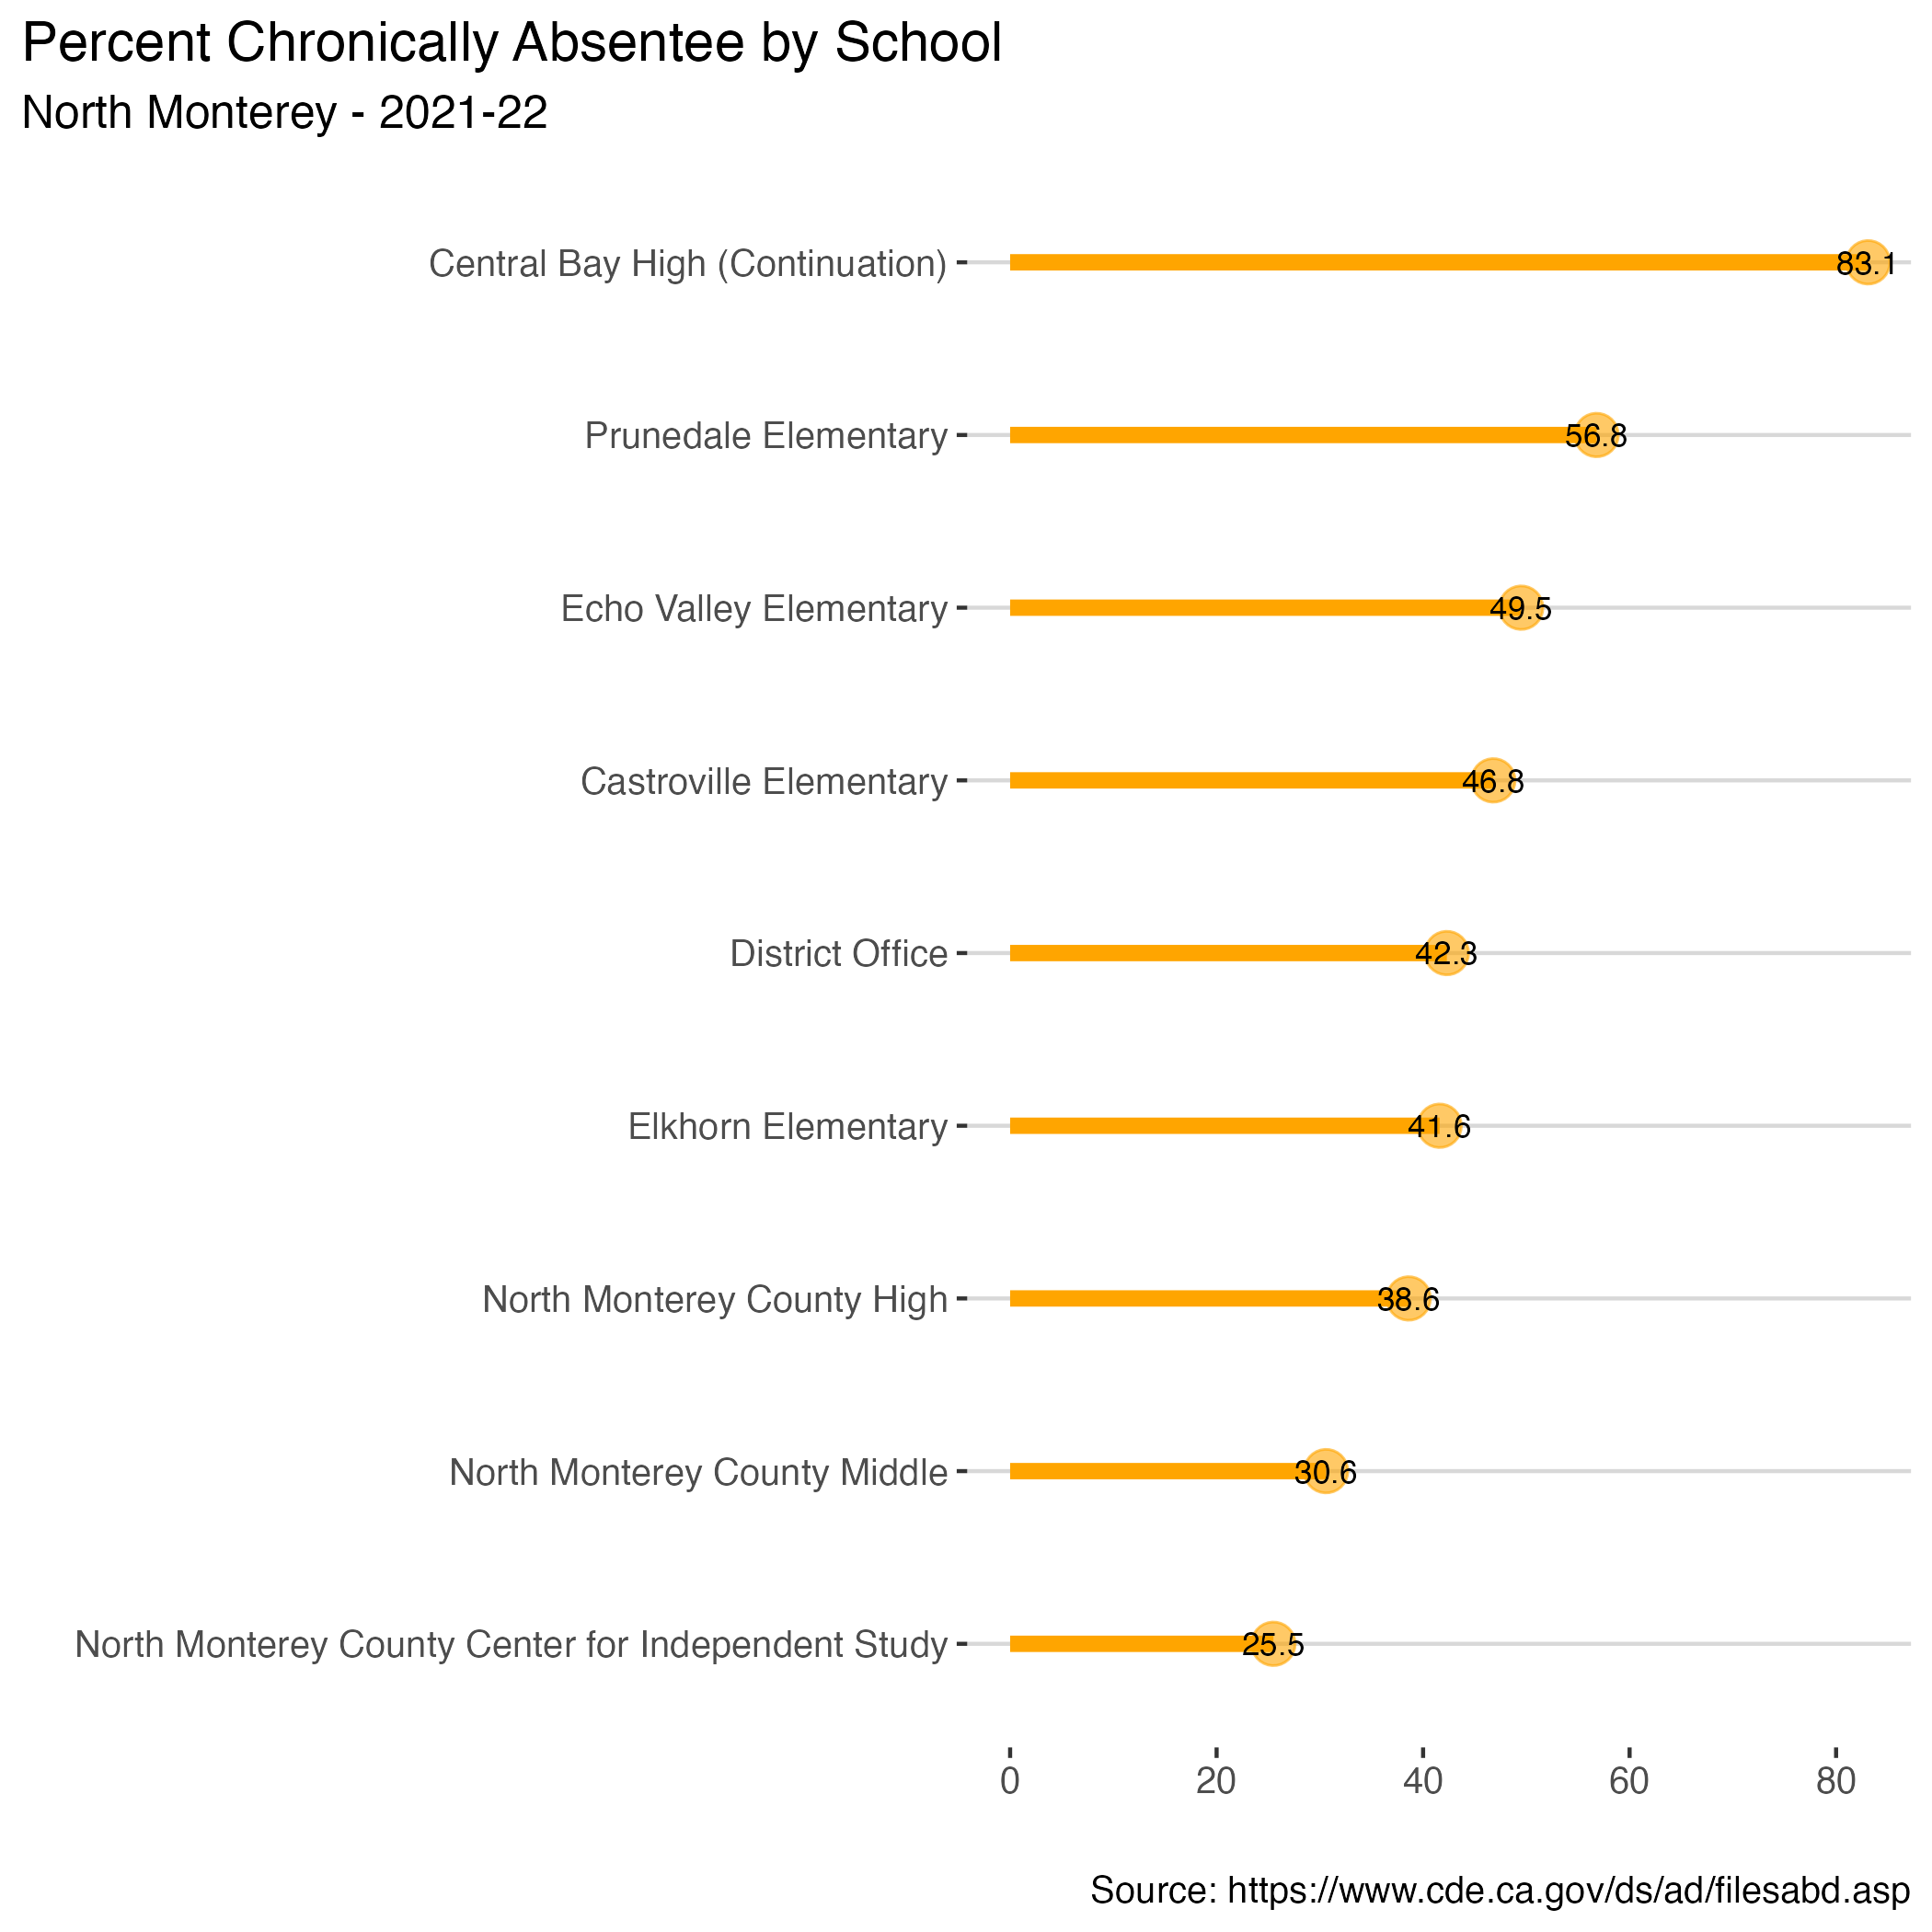 Percent Chronically Absentee by School
North Monterey - 2021-22
Central Bay High (Continuation) 83.1
Prunedale Elementary 56.8
Echo Valley Elementary 49.5
Castroville Elementary 46.8
District Office 42.3
Elkhorn Elementary 41.6
North Monterey County High 38.6
North Monterey County Middle 30.6
North Monterey County Center for Independent Study 25.5
0 20 40 60 80
Source: https://www.cde.ca.gov/ds/ad/filesabd.asp